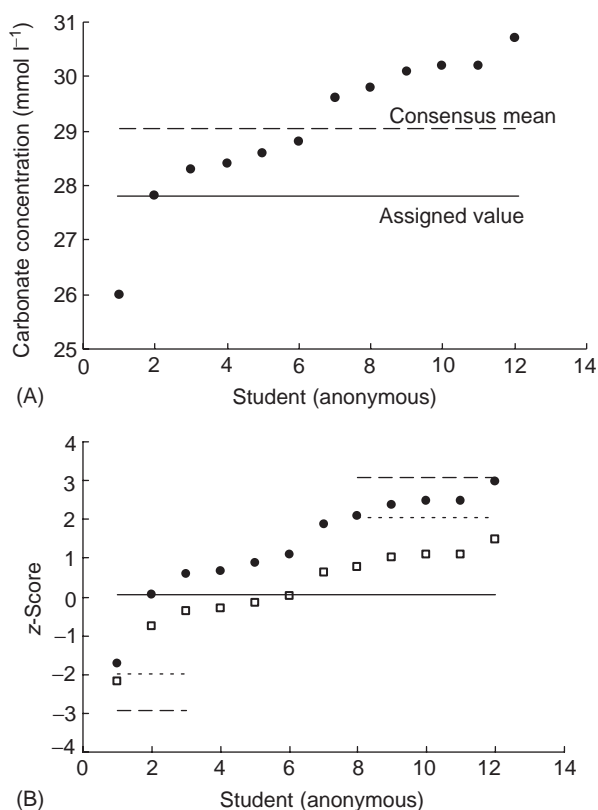 31
30
29
28
27
26
25
Carbonate concentration (mmol l⁻¹)
Consensus mean
Assigned value
0 2 4 6 8 10 12 14
(A) Student (anonymous)
4
3
2
1
0
−1
−2
−3
−4
z-Score
0 2 4 6 8 10 12 14
(B) Student (anonymous)